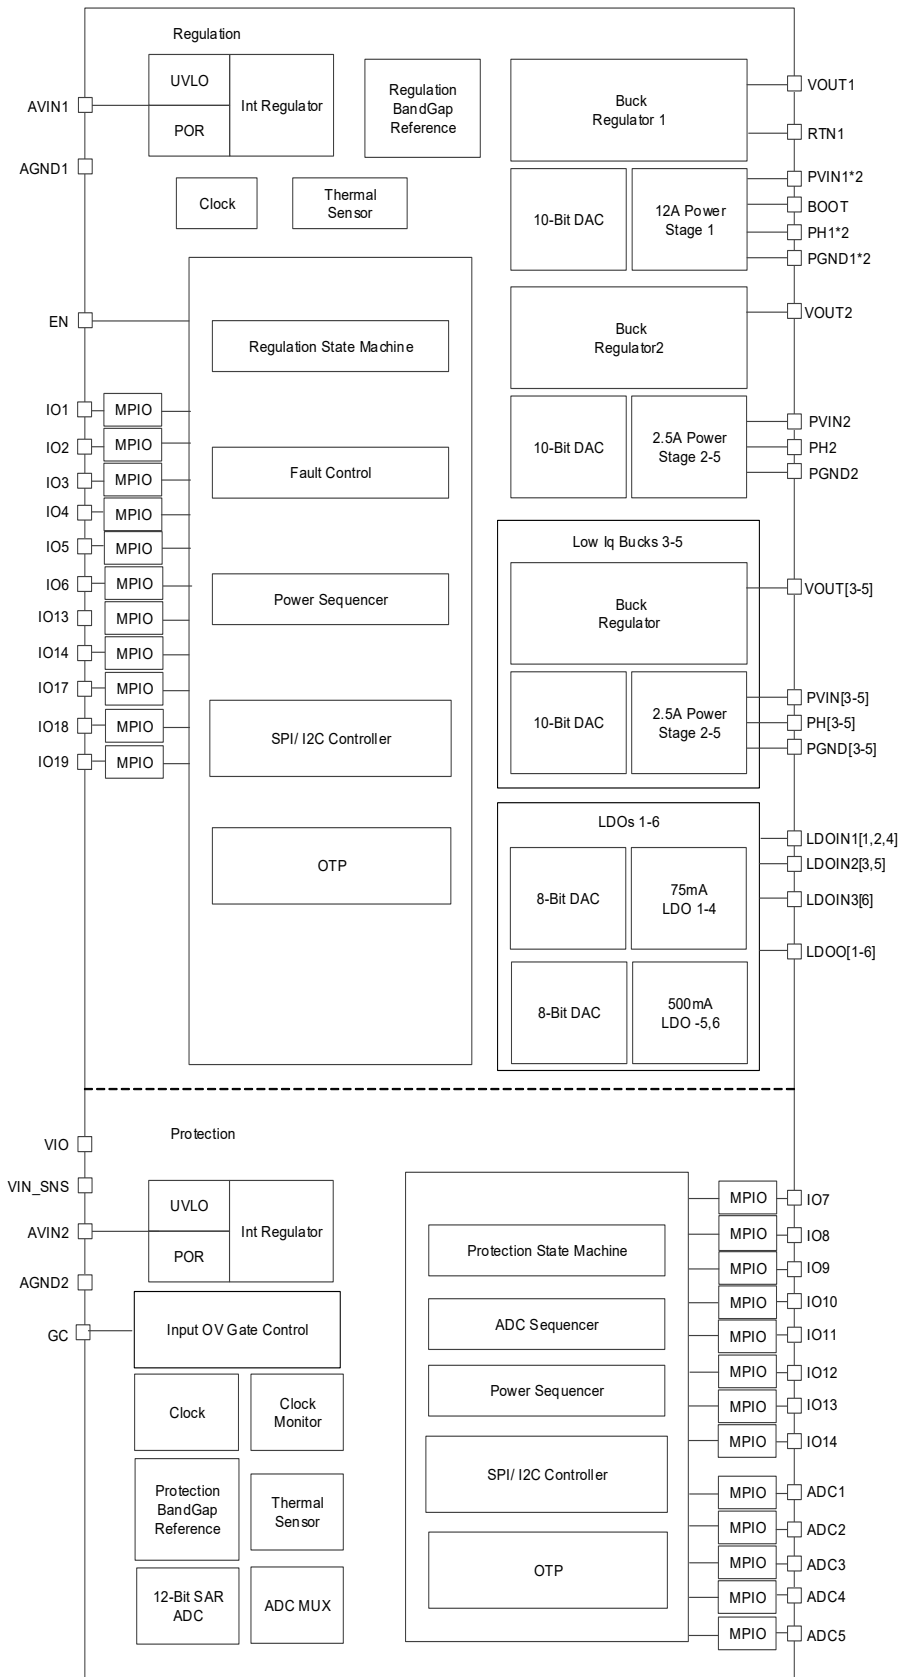 Regulation
AVIN1
UVLO
POR
Int Regulator
Regulation
BandGap
Reference
AGND1
Clock
Thermal
Sensor
Buck
Regulator 1
VOUT1
RTN1
10-Bit DAC
12A Power
Stage 1
PVIN1*2
BOOT
PH1*2
PGND1*2
EN
Regulation State Machine
Buck
Regulator2
VOUT2
IO1
MPIO
IO2
MPIO
IO3
MPIO
IO4
MPIO
IO5
MPIO
IO6
MPIO
IO13
MPIO
IO14
MPIO
IO17
MPIO
IO18
MPIO
IO19
MPIO
Fault Control
Power Sequencer
SPI/ I2C Controller
OTP
10-Bit DAC
2.5A Power
Stage 2-5
PVIN2
PH2
PGND2
Low Iq Bucks 3-5
Buck
Regulator
VOUT[3-5]
10-Bit DAC
2.5A Power
Stage 2-5
PVIN[3-5]
PH[3-5]
PGND[3-5]
LDOs 1-6
8-Bit DAC
75mA
LDO 1-4
8-Bit DAC
500mA
LDO -5,6
LDOIN1[1,2,4]
LDOIN2[3,5]
LDOIN3[6]
LDOO[1-6]
Protection
VIO
VIN_SNS
AVIN2
AGND2
GC
UVLO
POR
Int Regulator
Input OV Gate Control
Clock
Clock
Monitor
Protection
BandGap
Reference
Thermal
Sensor
12-Bit SAR
ADC
ADC MUX
Protection State Machine
ADC Sequencer
Power Sequencer
SPI/ I2C Controller
OTP
MPIO
IO7
MPIO
IO8
MPIO
IO9
MPIO
IO10
MPIO
IO11
MPIO
IO12
MPIO
IO13
MPIO
IO14
MPIO
ADC1
MPIO
ADC2
MPIO
ADC3
MPIO
ADC4
MPIO
ADC5